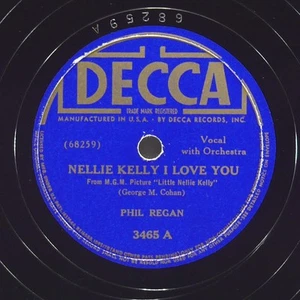 68259A
DECCA
TRADE MARK REGISTERED
MANUFACTURED IN U.S.A. - BY DECCA RECORDS, INC.
(68259)
Vocal
with Orchestra
NELLIE KELLY I LOVE YOU
From M.G.M. Picture "Little Nellie Kelly"
(George M. Cohan)
PHIL REGAN
3465 A